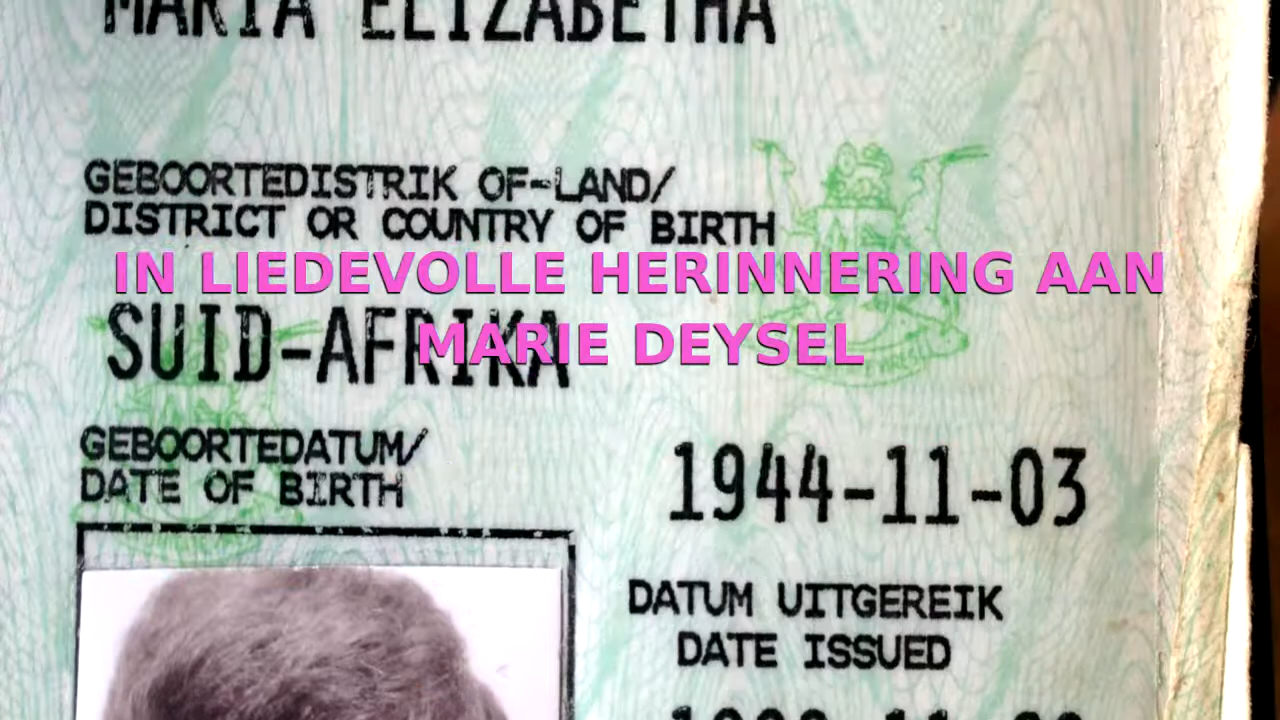 MARIA ELIZABETHA
GEBOORTEDISTRIK OF-LAND/
DISTRICT OR COUNTRY OF BIRTH
IN LIEDEVOLLE HERINNERING AAN
SUID-AFRIKA
MARIE DEYSEL
GEBOORTEDATUM/
DATE OF BIRTH
1944-11-03
DATUM UITGEREIK
DATE ISSUED